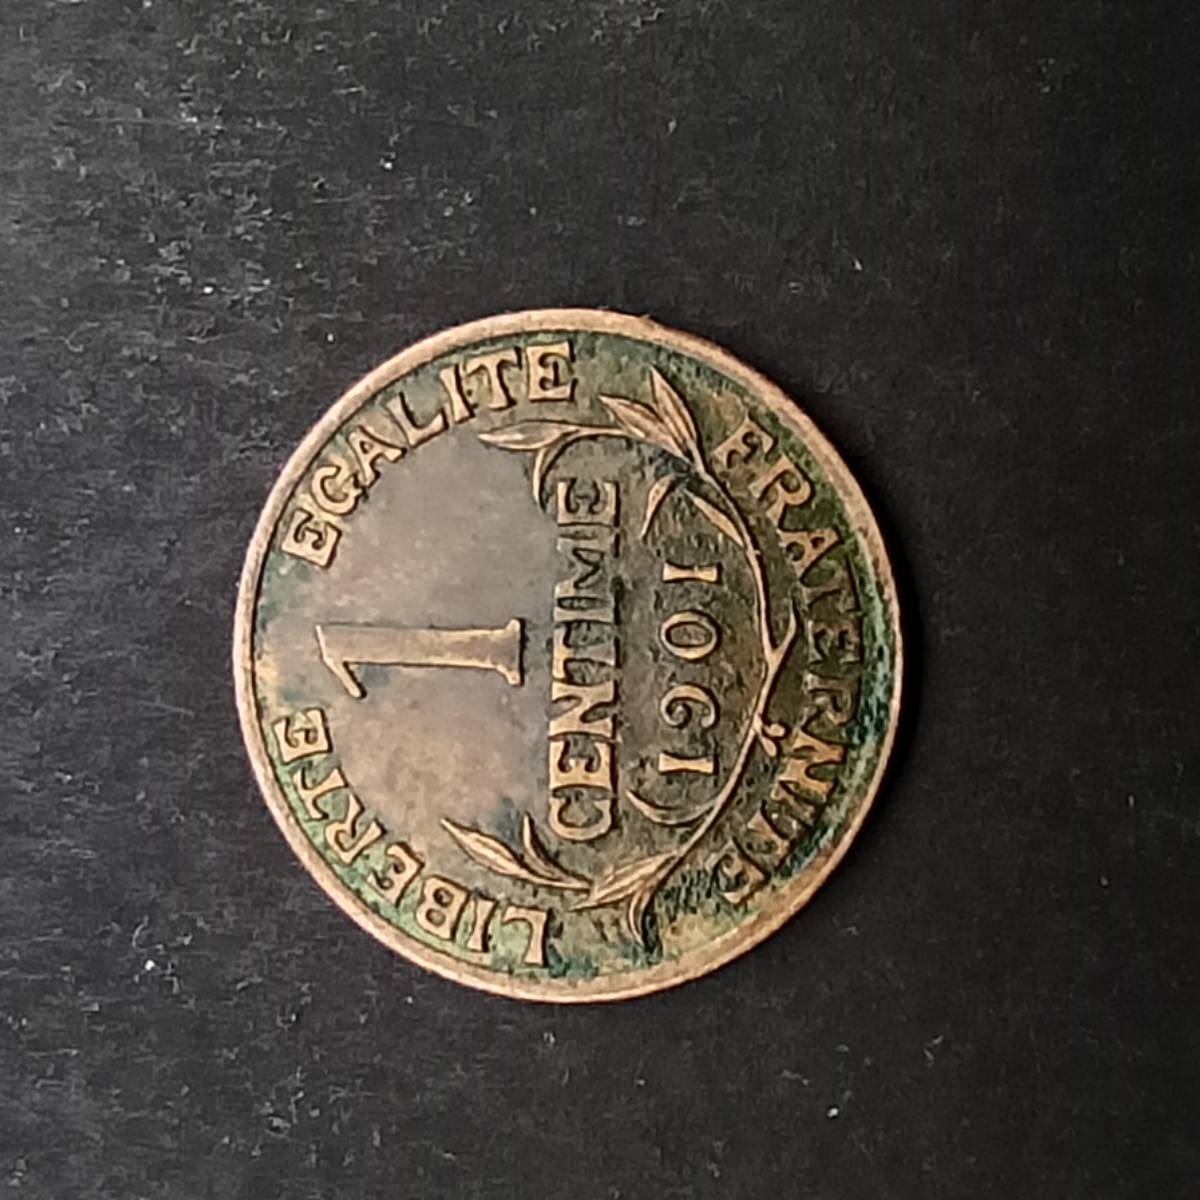 LIBERTE EGALITE
1
CENTIME
1901
FRATERNITE